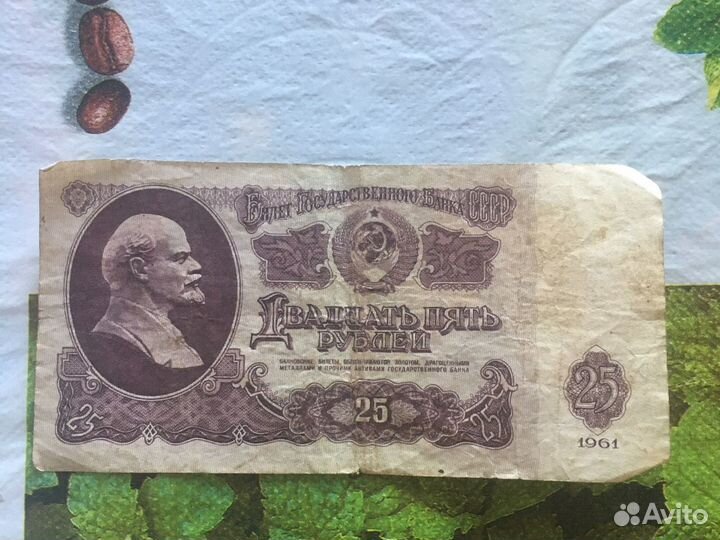 Билет Государственного Банка СССР
Двадцать пять
рублей
Банковские билеты обеспечиваются золотом, драгоценными
металлами и прочими активами Государственного банка
25
25
25
25
1961
Avito